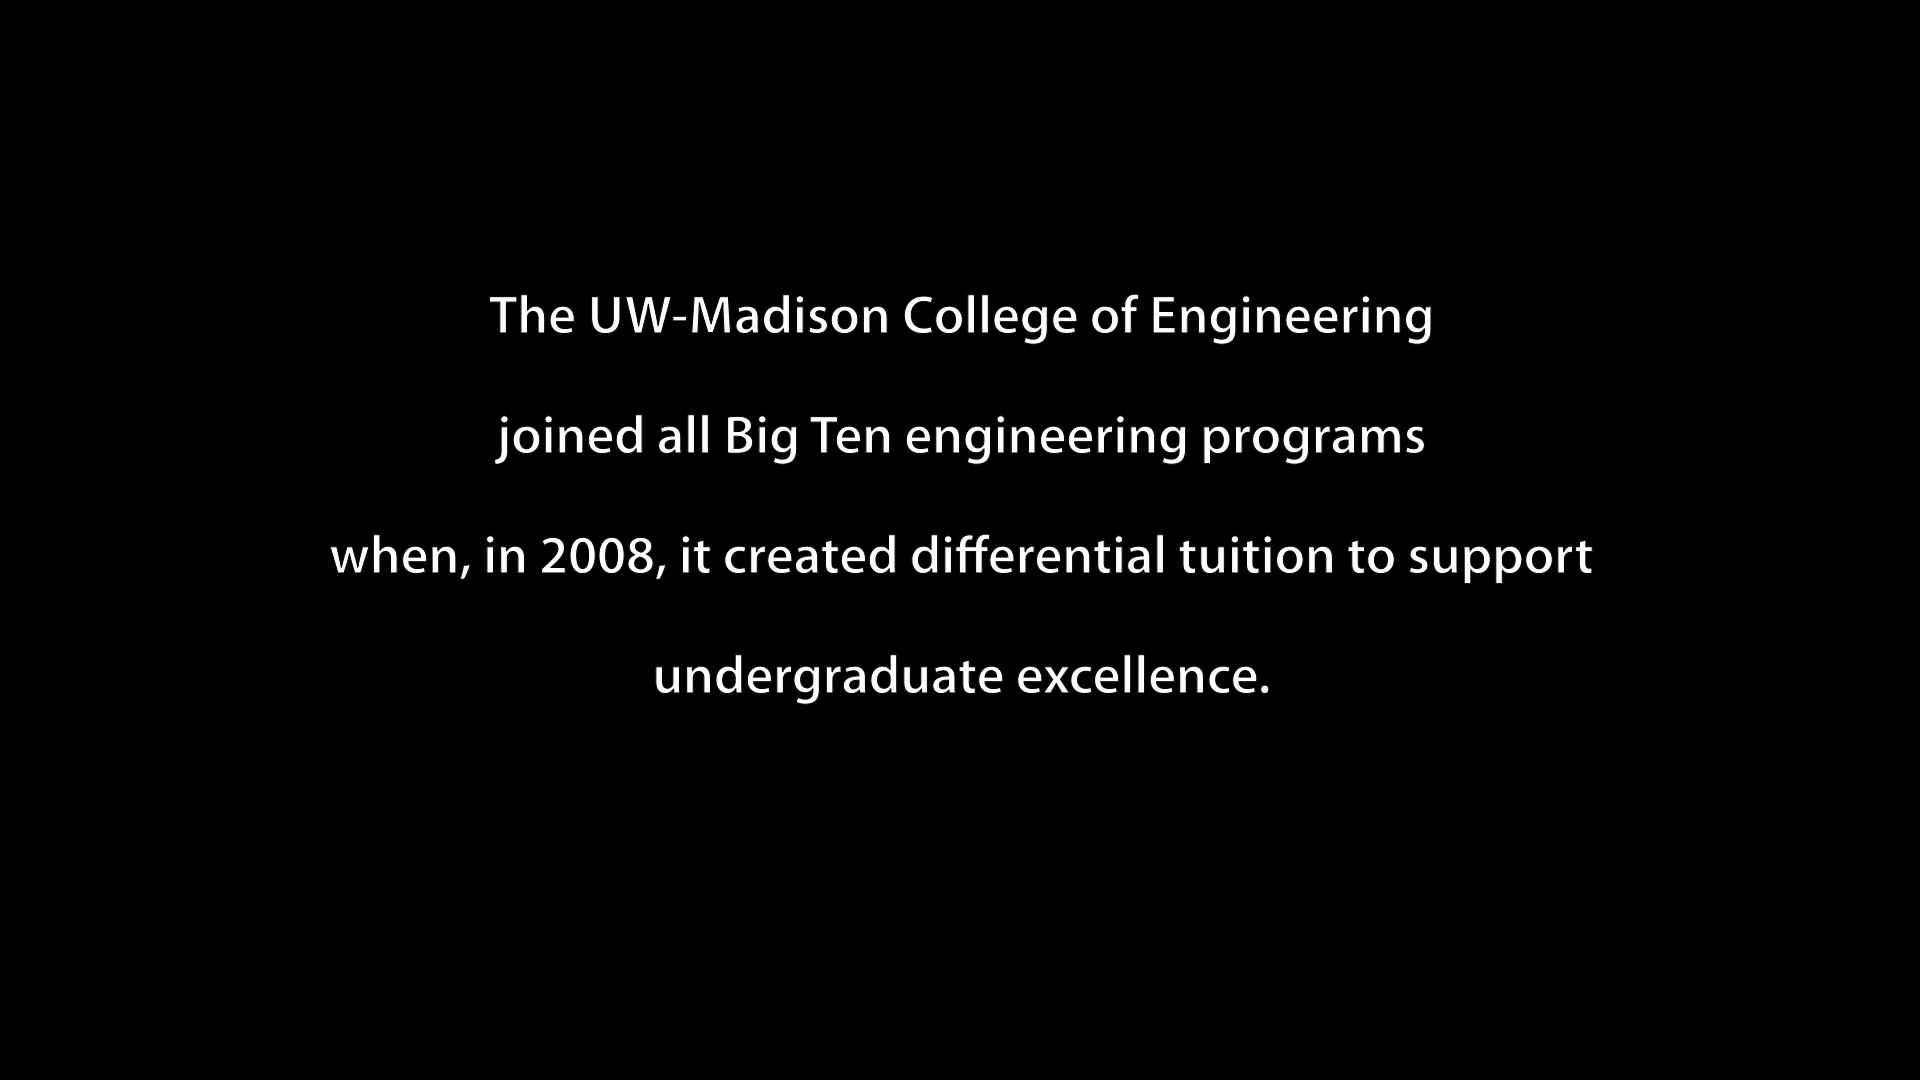 The UW-Madison College of Engineering
joined all Big Ten engineering programs
when, in 2008, it created differential tuition to support
undergraduate excellence.